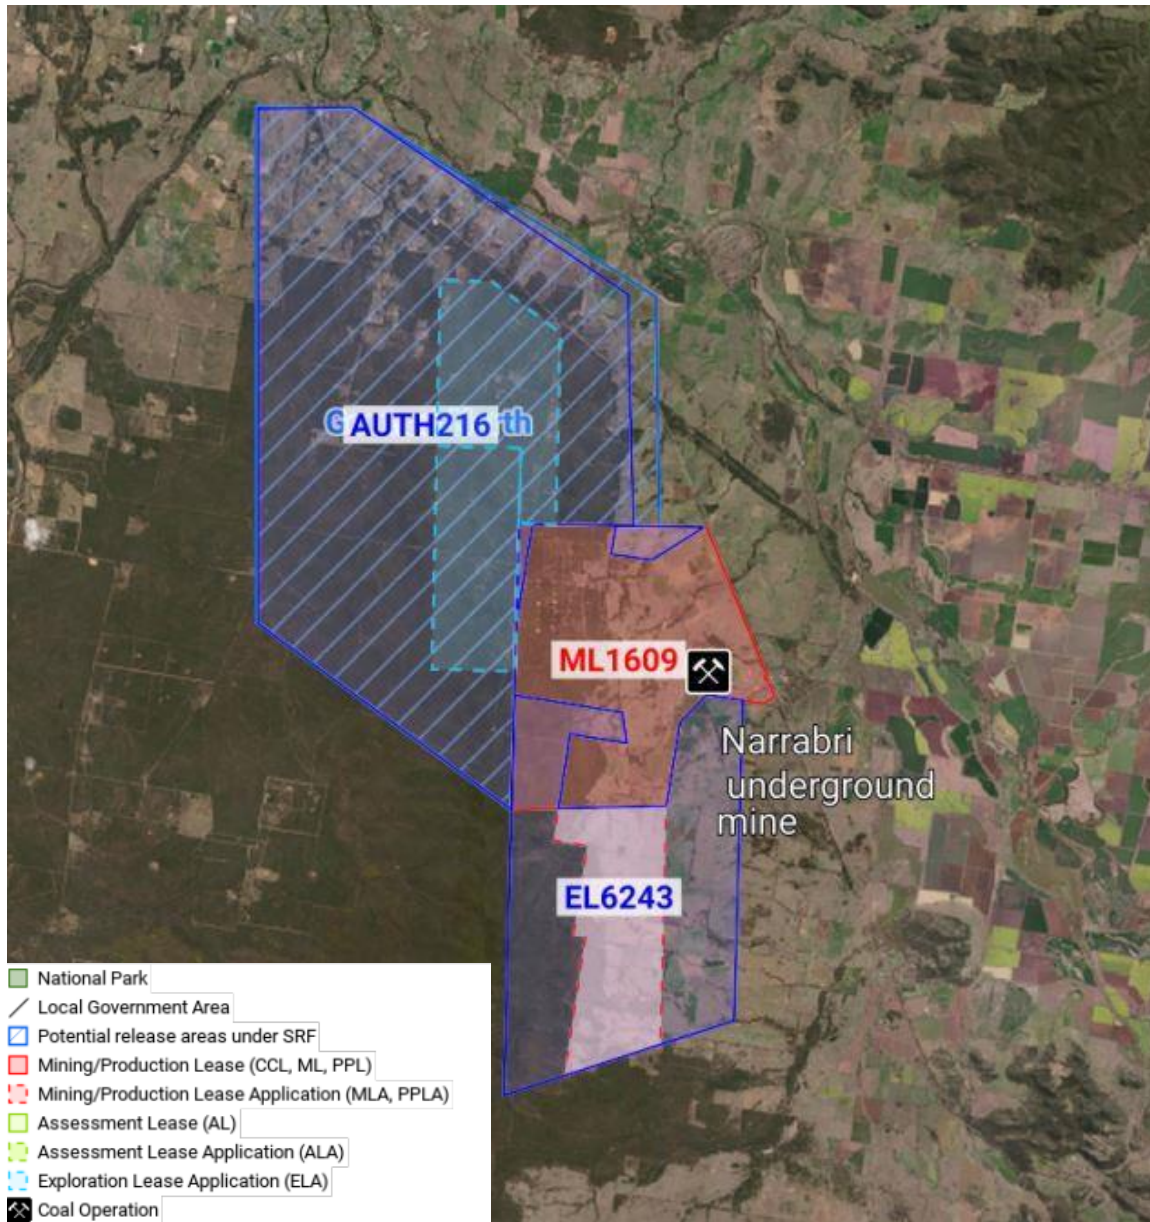 AUTH216
ML1609
Narrabri
underground
mine
EL6243
National Park
Local Government Area
Potential release areas under SRF
Mining/Production Lease (CCL, ML, PPL)
Mining/Production Lease Application (MLA, PPLA)
Assessment Lease (AL)
Assessment Lease Application (ALA)
Exploration Lease Application (ELA)
Coal Operation